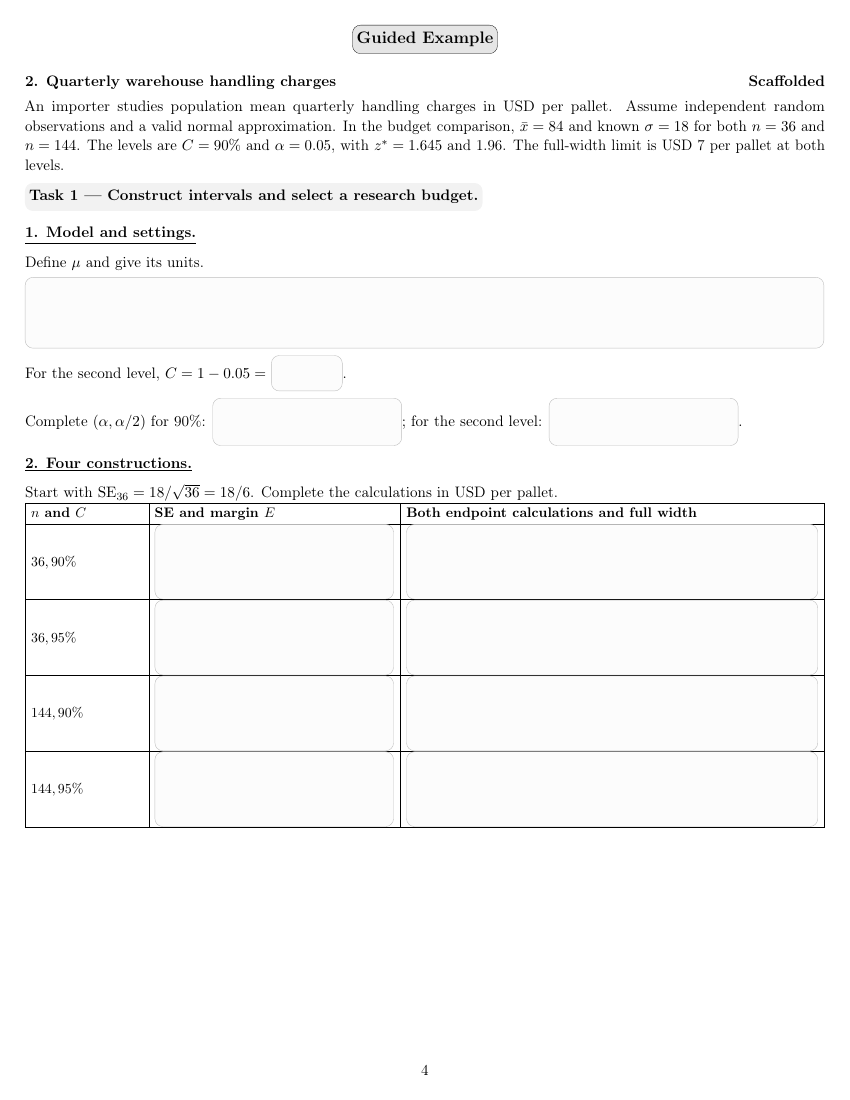 Guided Example
2. Quarterly warehouse handling charges Scaffolded
An importer studies population mean quarterly handling charges in USD per pallet. Assume independent random
observations and a valid normal approximation. In the budget comparison, x̄ = 84 and known σ = 18 for both n = 36 and
n = 144. The levels are C = 90% and α = 0.05, with z* = 1.645 and 1.96. The full-width limit is USD 7 per pallet at both
levels.
Task 1 — Construct intervals and select a research budget.
1. Model and settings.
Define μ and give its units.
For the second level, C = 1 − 0.05 = .
Complete (α, α/2) for 90%: ; for the second level: .
2. Four constructions.
Start with SE₃₆ = 18/√36 = 18/6. Complete the calculations in USD per pallet.
n and C SE and margin E Both endpoint calculations and full width
36, 90%
36, 95%
144, 90%
144, 95%
4